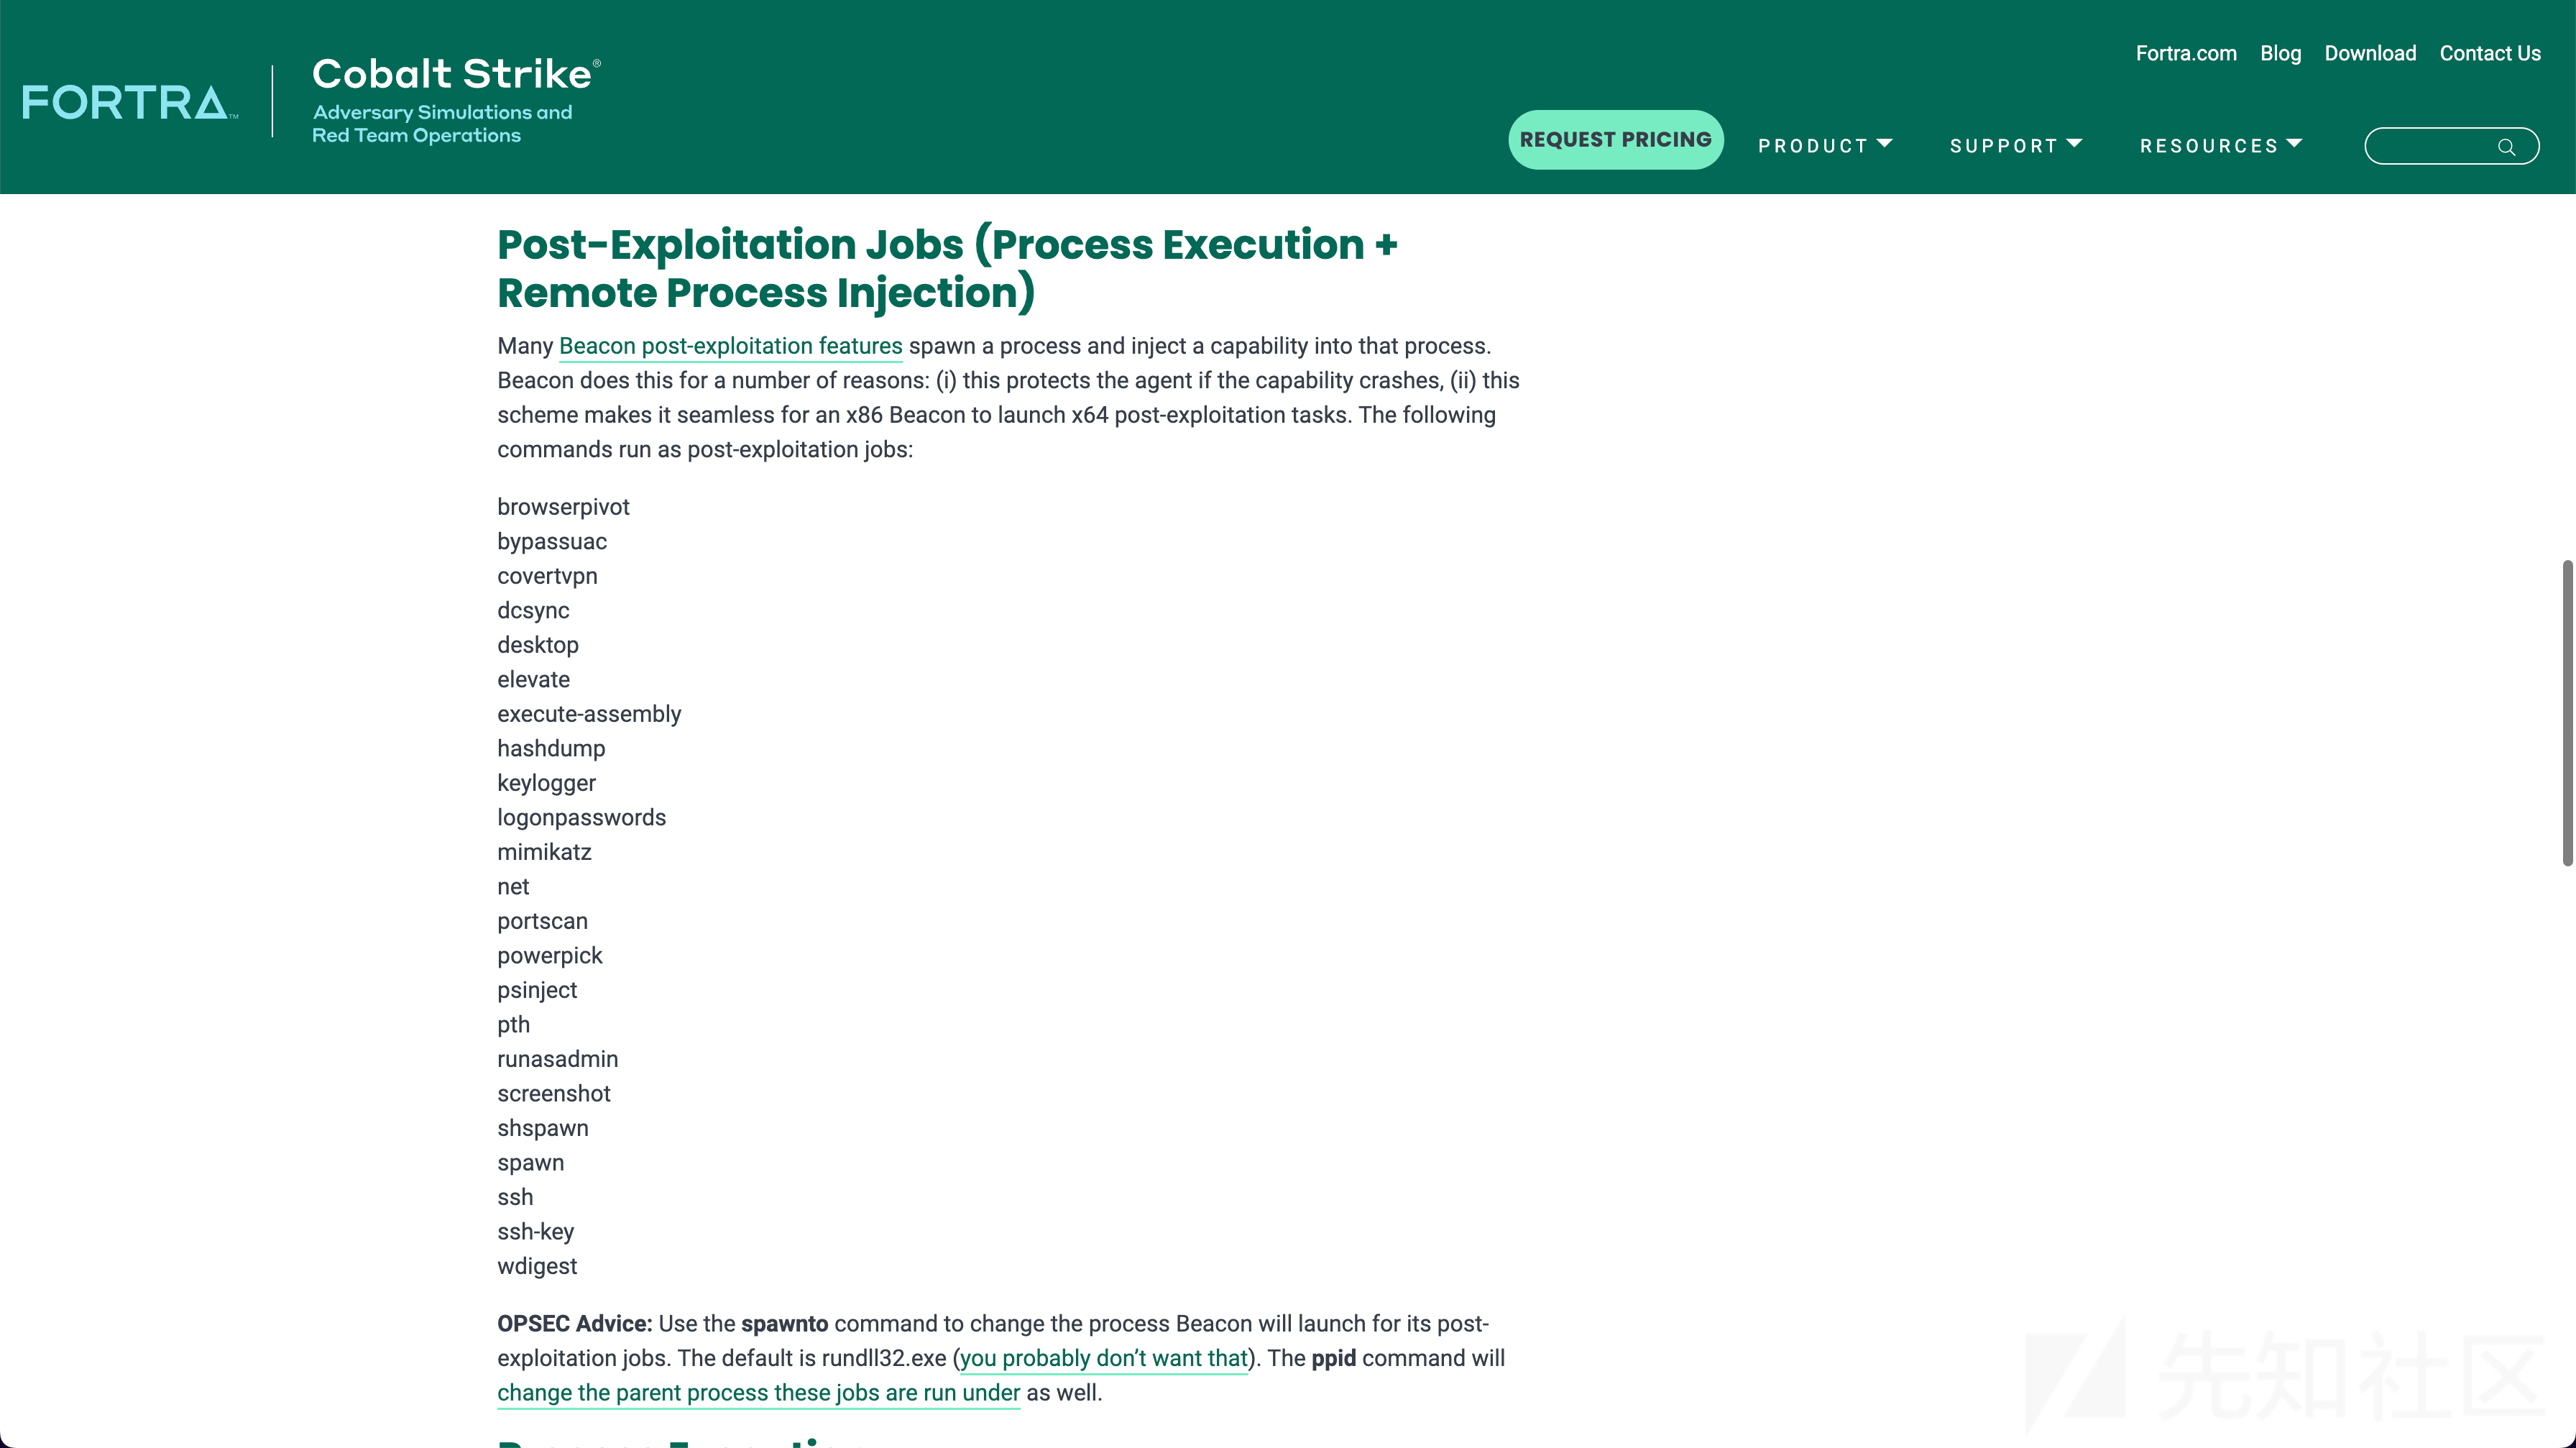 Fortra.com Blog Download Contact Us
FORTRA™
Cobalt Strike®
Adversary Simulations and
Red Team Operations
REQUEST PRICING PRODUCT SUPPORT RESOURCES
Post-Exploitation Jobs (Process Execution +
Remote Process Injection)
Many Beacon post-exploitation features spawn a process and inject a capability into that process.
Beacon does this for a number of reasons: (i) this protects the agent if the capability crashes, (ii) this
scheme makes it seamless for an x86 Beacon to launch x64 post-exploitation tasks. The following
commands run as post-exploitation jobs:
browserpivot
bypassuac
covertvpn
dcsync
desktop
elevate
execute-assembly
hashdump
keylogger
logonpasswords
mimikatz
net
portscan
powerpick
psinject
pth
runasadmin
screenshot
shspawn
spawn
ssh
ssh-key
wdigest
OPSEC Advice: Use the spawnto command to change the process Beacon will launch for its post-
exploitation jobs. The default is rundll32.exe (you probably don’t want that). The ppid command will
change the parent process these jobs are run under as well.
先知社区